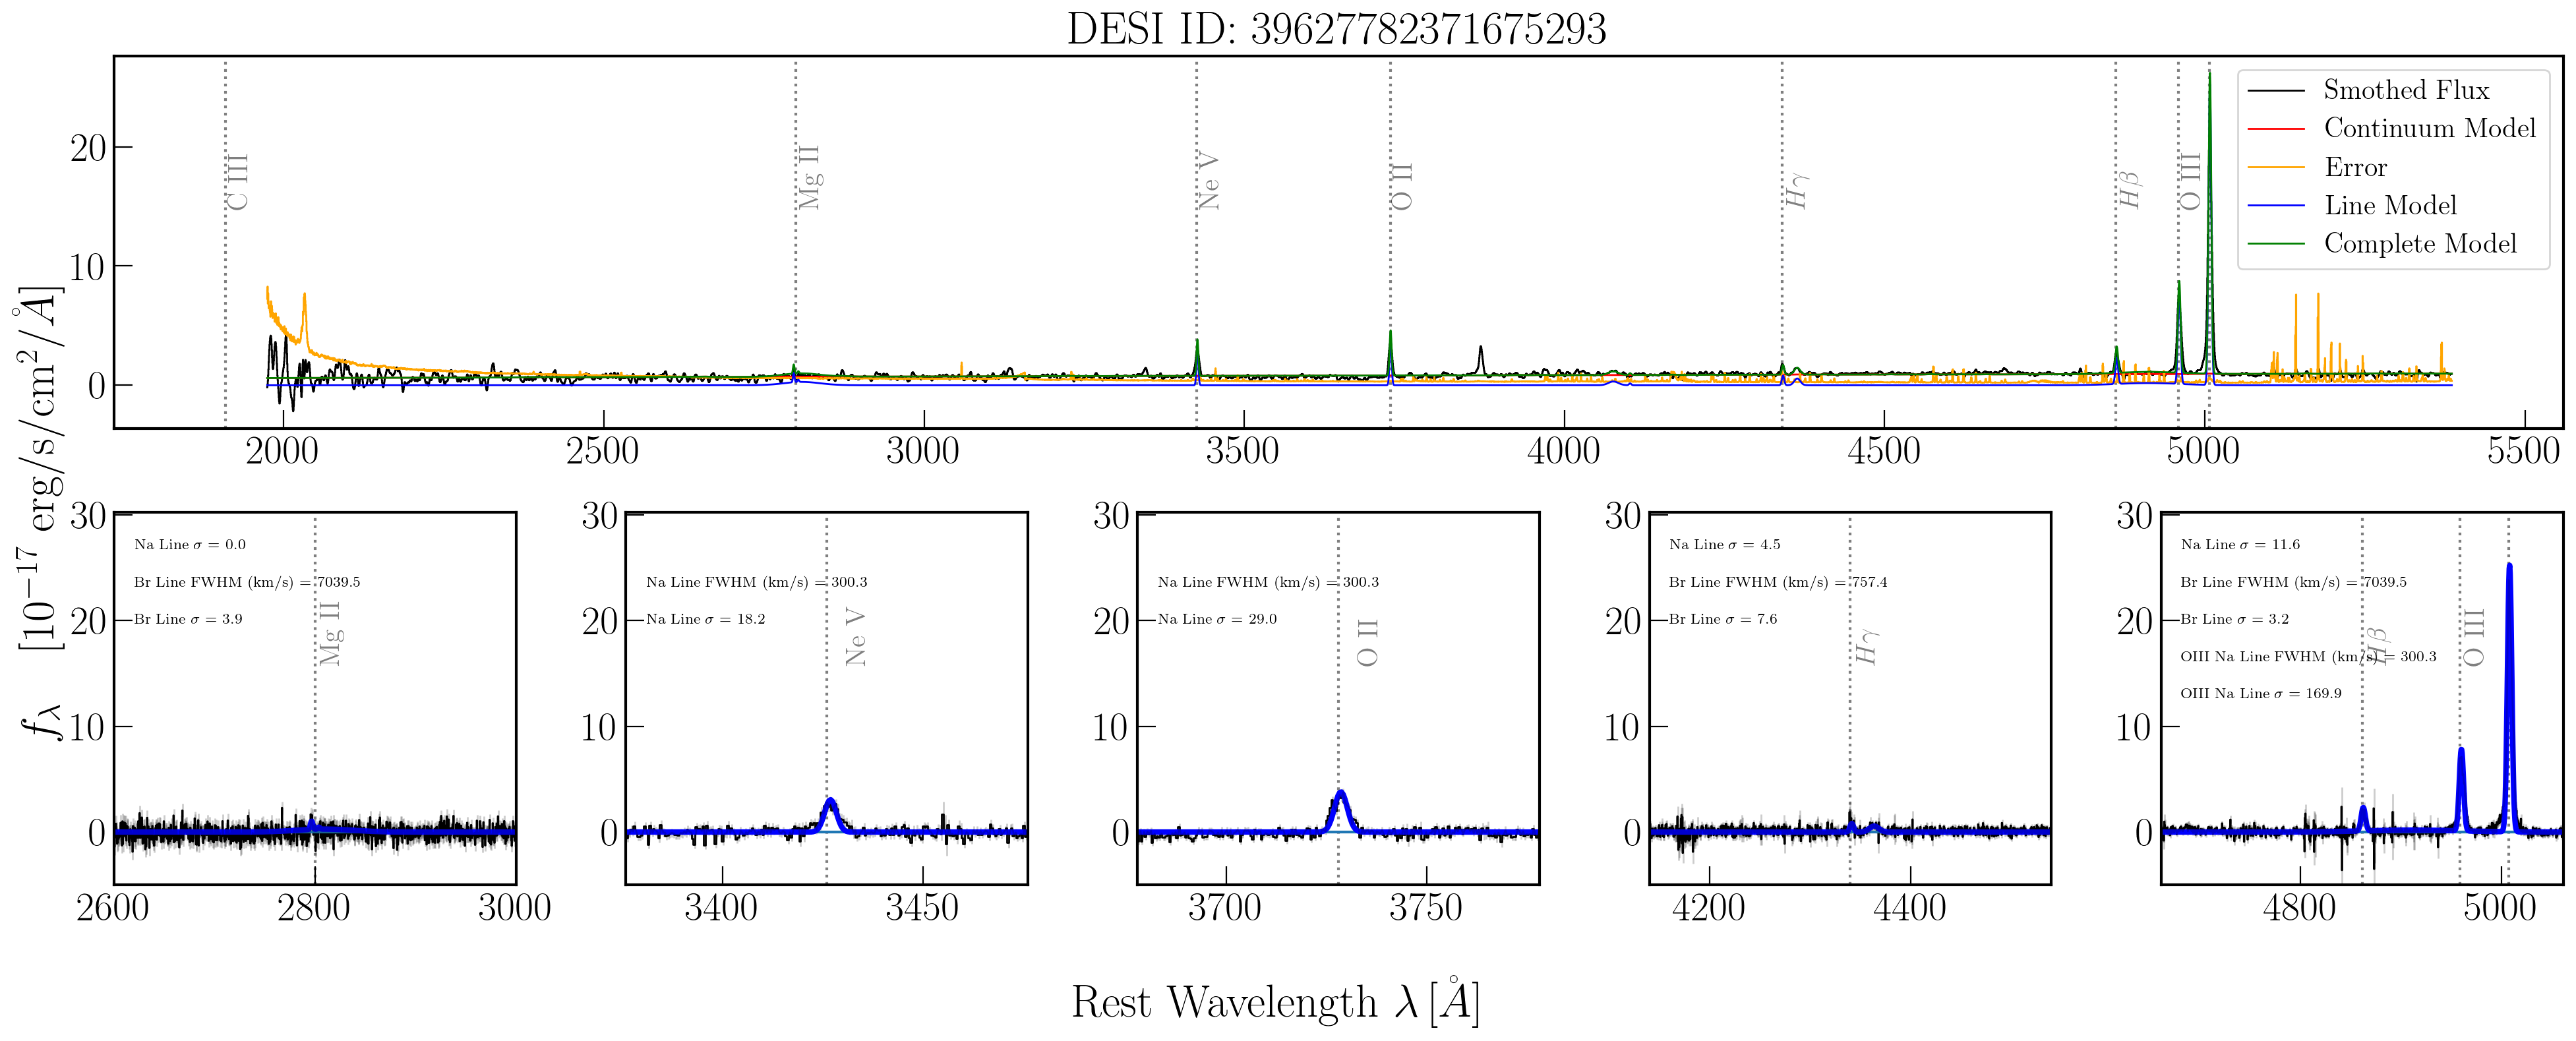 DESI ID: 39627782371675293
Smothed Flux
Continuum Model
Error
Line Model
Complete Model
C III
Mg II
Ne V
O II
Hγ
Hβ
O III
20
10
0
2000
2500
3000
3500
4000
4500
5000
5500
f_λ [10^−17 erg/s/cm^2/Å]
30
20
10
0
Na Line σ = 0.0
Br Line FWHM (km/s) = 7039.5
Br Line σ = 3.9
Mg II
2600
2800
3000
30
20
10
0
Na Line FWHM (km/s) = 300.3
Na Line σ = 18.2
Ne V
3400
3450
30
20
10
0
Na Line FWHM (km/s) = 300.3
Na Line σ = 29.0
O II
3700
3750
30
20
10
0
Na Line σ = 4.5
Br Line FWHM (km/s) = 757.4
Br Line σ = 7.6
Hγ
4200
4400
30
20
10
0
Na Line σ = 11.6
Br Line FWHM (km/s) = 7039.5
Br Line σ = 3.2
OIII Na Line FWHM (km/s) = 300.3
OIII Na Line σ = 169.9
Hβ
O III
4800
5000
Rest Wavelength λ [Å]